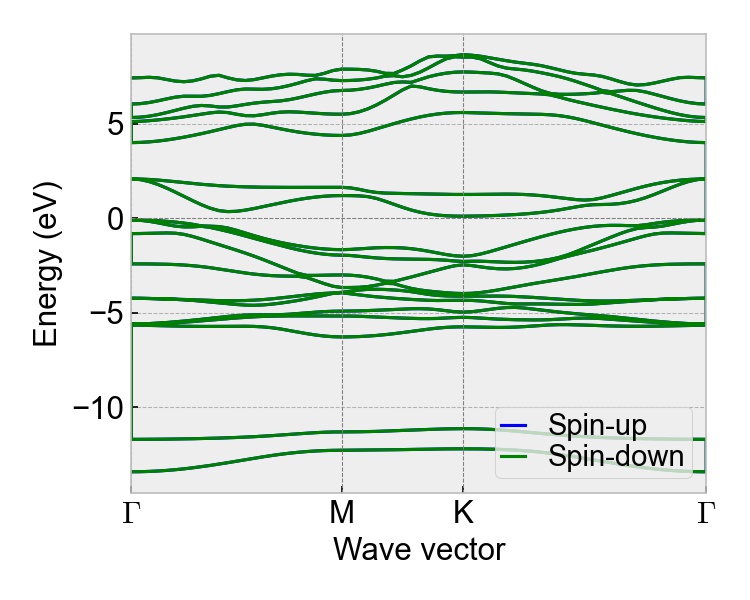 5
0
−5
−10
Energy (eV)
Spin-up
Spin-down
Γ M K Γ
Wave vector